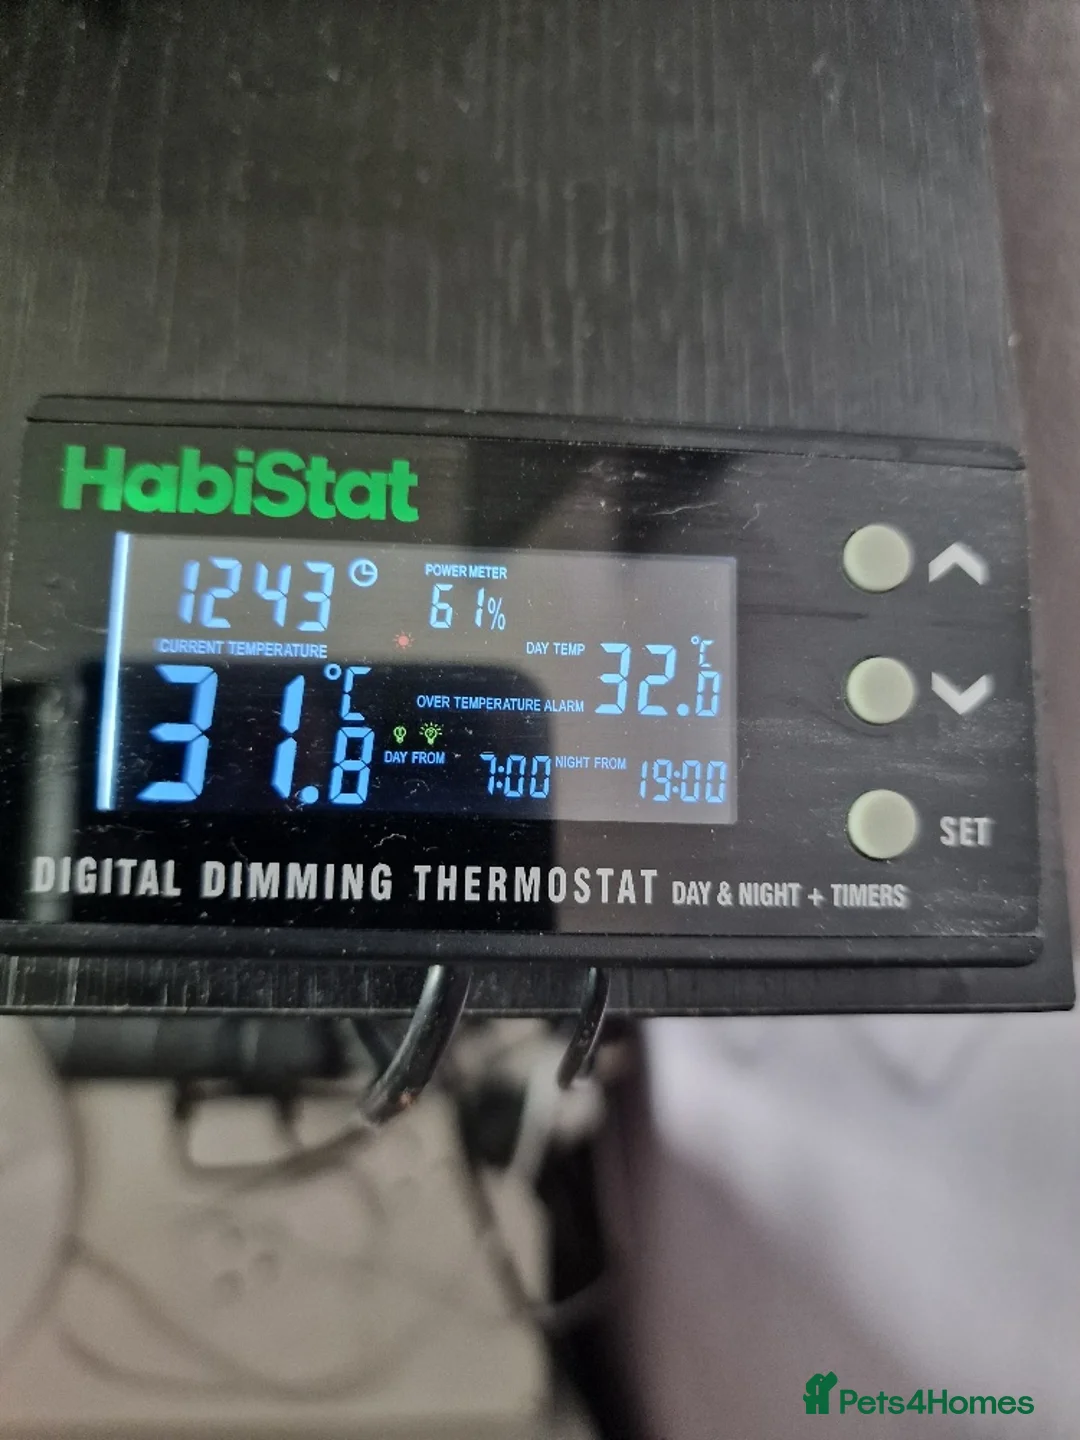 HabiStat
1243
POWER METER
61%
CURRENT TEMPERATURE
31.8 °C
DAY TEMP
32.0 °C
OVER TEMPERATURE ALARM
DAY FROM 7:00 NIGHT FROM 19:00
SET
DIGITAL DIMMING THERMOSTAT DAY & NIGHT + TIMERS
Pets4Homes